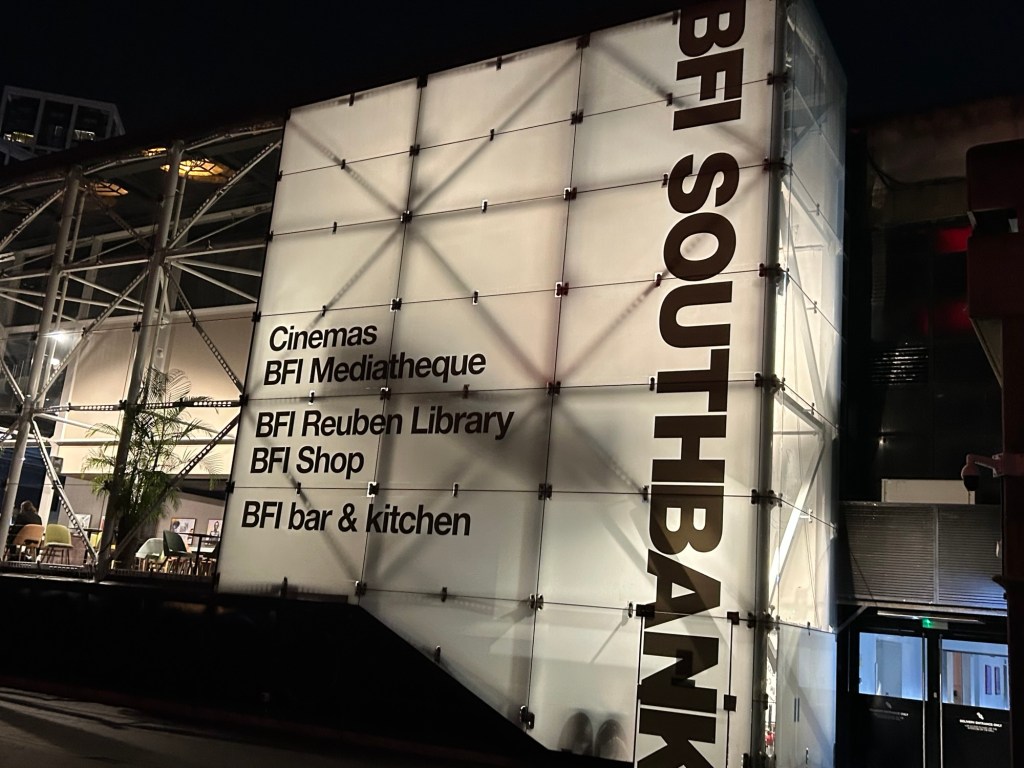 BFI SOUTHBANK
Cinemas
BFI Mediatheque
BFI Reuben Library
BFI Shop
BFI bar & kitchen